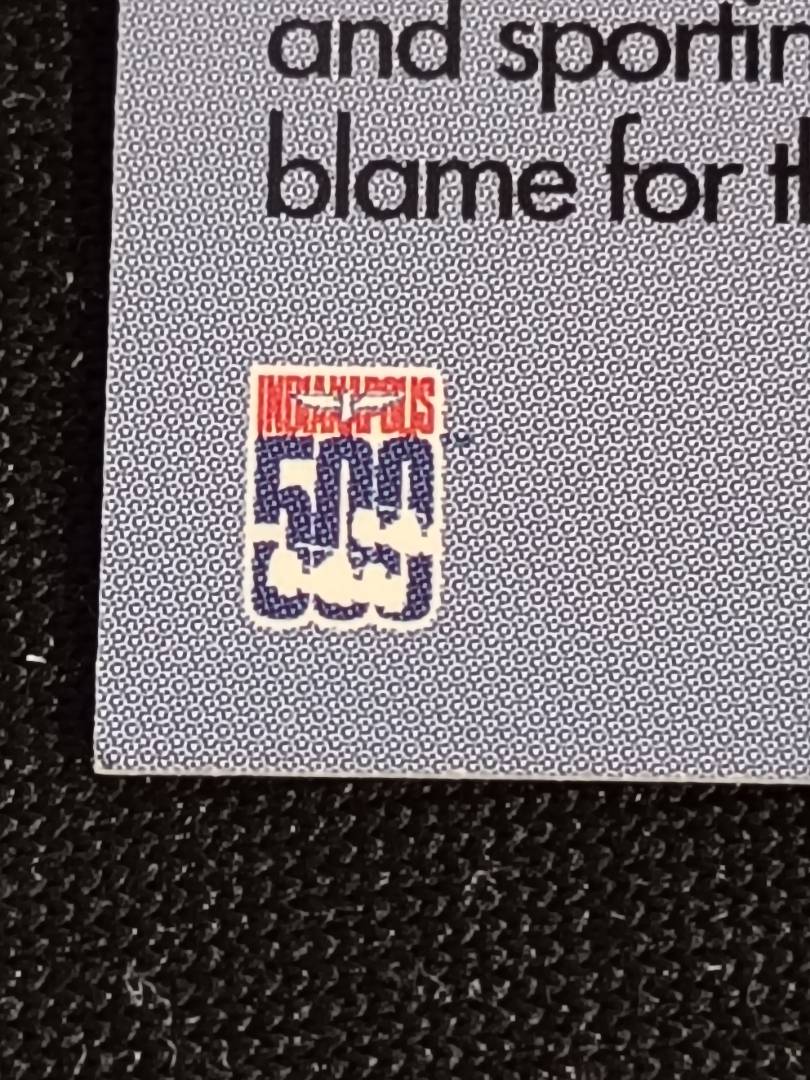 and sportin
blame for th
INDIANAPOLIS
500